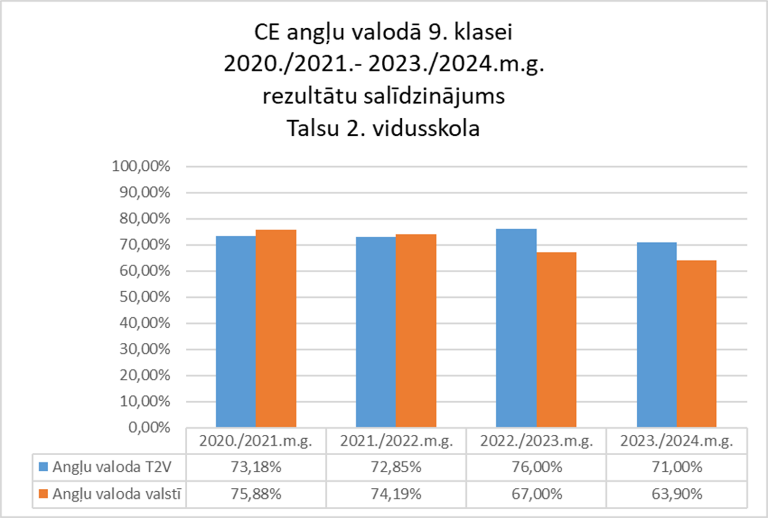 CE angļu valodā 9. klasei
2020./2021.- 2023./2024.m.g.
rezultātu salīdzinājums
Talsu 2. vidusskola
100,00%
90,00%
80,00%
70,00%
60,00%
50,00%
40,00%
30,00%
20,00%
10,00%
0,00%
2020./2021.m.g. 2021./2022.m.g. 2022./2023.m.g. 2023./2024.m.g.
Angļu valoda T2V 73,18% 72,85% 76,00% 71,00%
Angļu valoda valstī 75,88% 74,19% 67,00% 63,90%